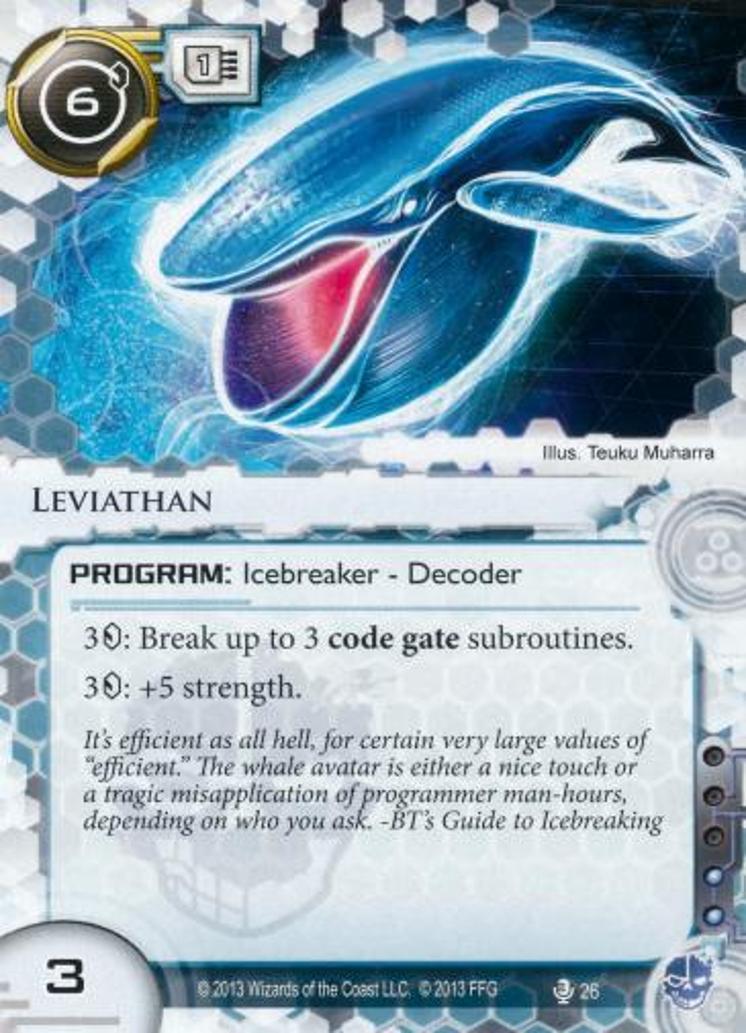 6
1
Illus. Teuku Muharra
LEVIATHAN
PROGRAM: Icebreaker - Decoder
3: Break up to 3 code gate subroutines.
3: +5 strength.
It's efficient as all hell, for certain very large values of
"efficient." The whale avatar is either a nice touch or
a tragic misapplication of programmer man-hours,
depending on who you ask. -BT's Guide to Icebreaking
3
© 2013 Wizards of the Coast LLC. © 2013 FFG
26